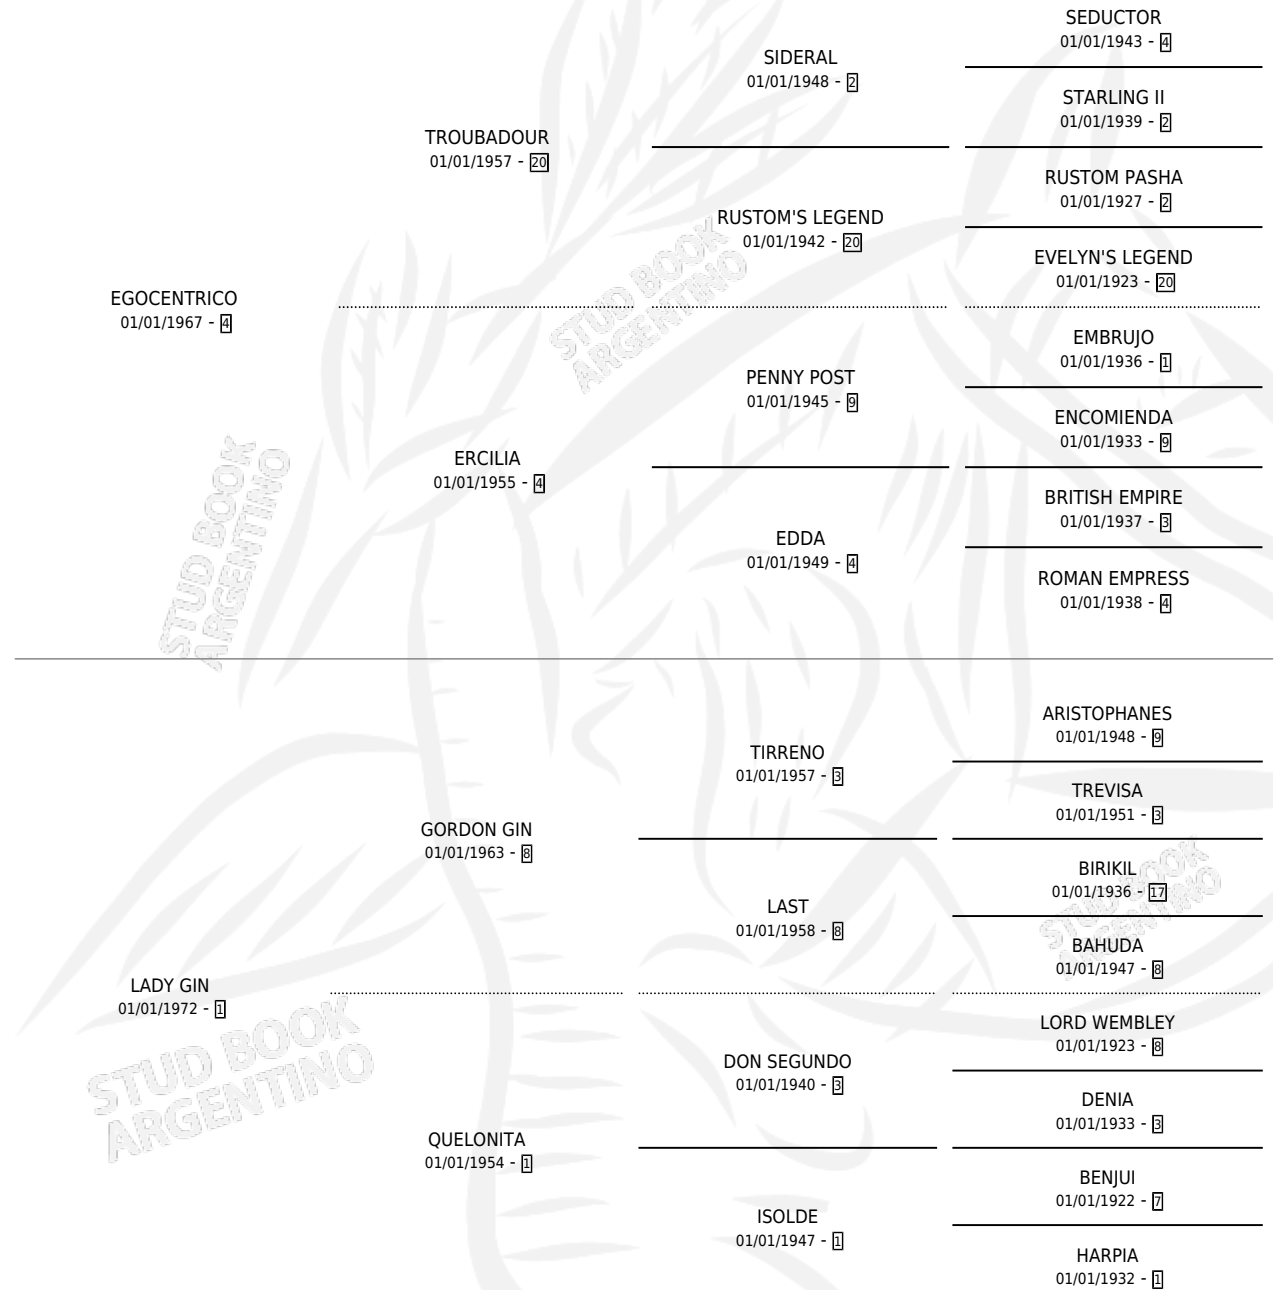 SEDUCTOR
01/01/1943 - 4
SIDERAL
01/01/1948 - 2
STARLING II
01/01/1939 - 2
TROUBADOUR
01/01/1957 - 20
RUSTOM PASHA
01/01/1927 - 2
RUSTOM'S LEGEND
01/01/1942 - 20
EVELYN'S LEGEND
01/01/1923 - 20
EGOCENTRICO
01/01/1967 - 4
STUD BOOK
ARGENTINO
EMBRUJO
01/01/1936 - 1
PENNY POST
01/01/1945 - 9
ENCOMIENDA
01/01/1933 - 9
ERCILIA
01/01/1955 - 4
BRITISH EMPIRE
01/01/1937 - 3
EDDA
01/01/1949 - 4
ROMAN EMPRESS
01/01/1938 - 4
STUD BOOK
ARGENTINO
ARISTOPHANES
01/01/1948 - 9
TIRRENO
01/01/1957 - 3
TREVISA
01/01/1951 - 3
GORDON GIN
01/01/1963 - 8
BIRIKIL
01/01/1936 - 17
LAST
01/01/1958 - 8
STUD BOOK
ARGENTINO
BAHUDA
01/01/1947 - 8
LADY GIN
01/01/1972 - 1
LORD WEMBLEY
01/01/1923 - 8
DON SEGUNDO
01/01/1940 - 3
STUD BOOK
ARGENTINO
DENIA
01/01/1933 - 3
QUELONITA
01/01/1954 - 1
BENJUI
01/01/1922 - 7
ISOLDE
01/01/1947 - 1
HARPIA
01/01/1932 - 1